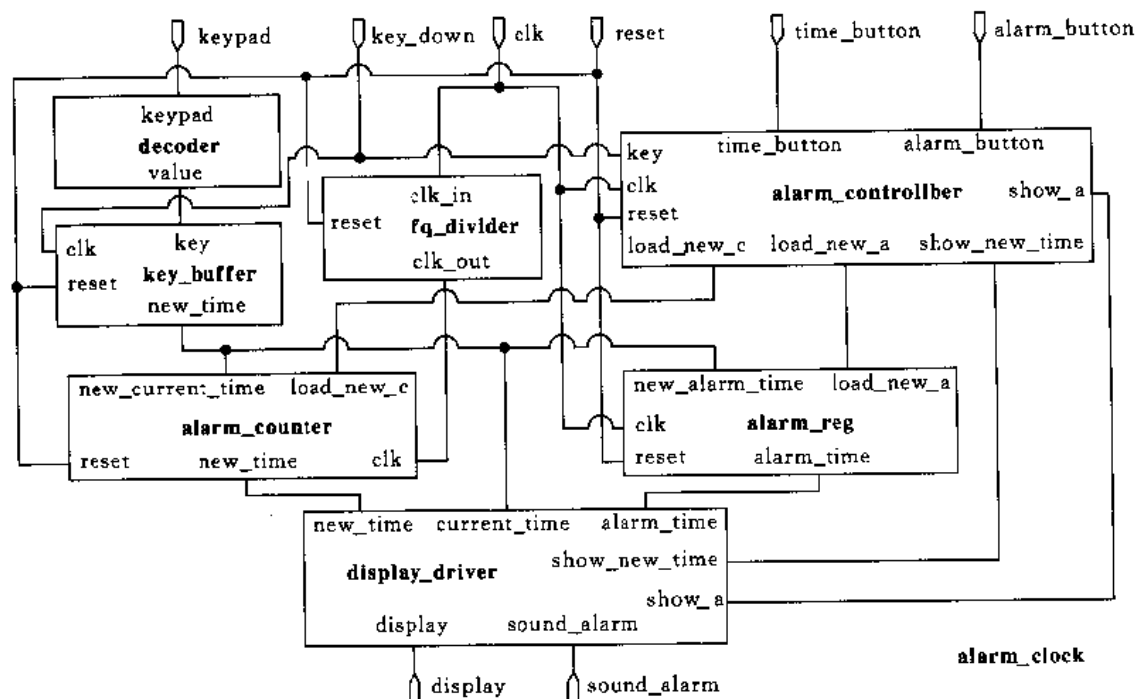 keypad key_down clk reset time_button alarm_button
keypad
decoder
value
key time_button alarm_button
clk_in
clk alarm_controllber show_a
reset fq_divlder reset
clk key load_new_c load_new_a show_new_time
key_buffer clk_out
reset
new_time
new_current_time load_new_c new_alarm_time load_new_a
alarm_counter clk alarm_reg
reset new_time clk reset alarm_time
new_time current_time alarm_time
show_new_time
display_driver
show_a
display sound_alarm
alarm_clock
display sound_alarm